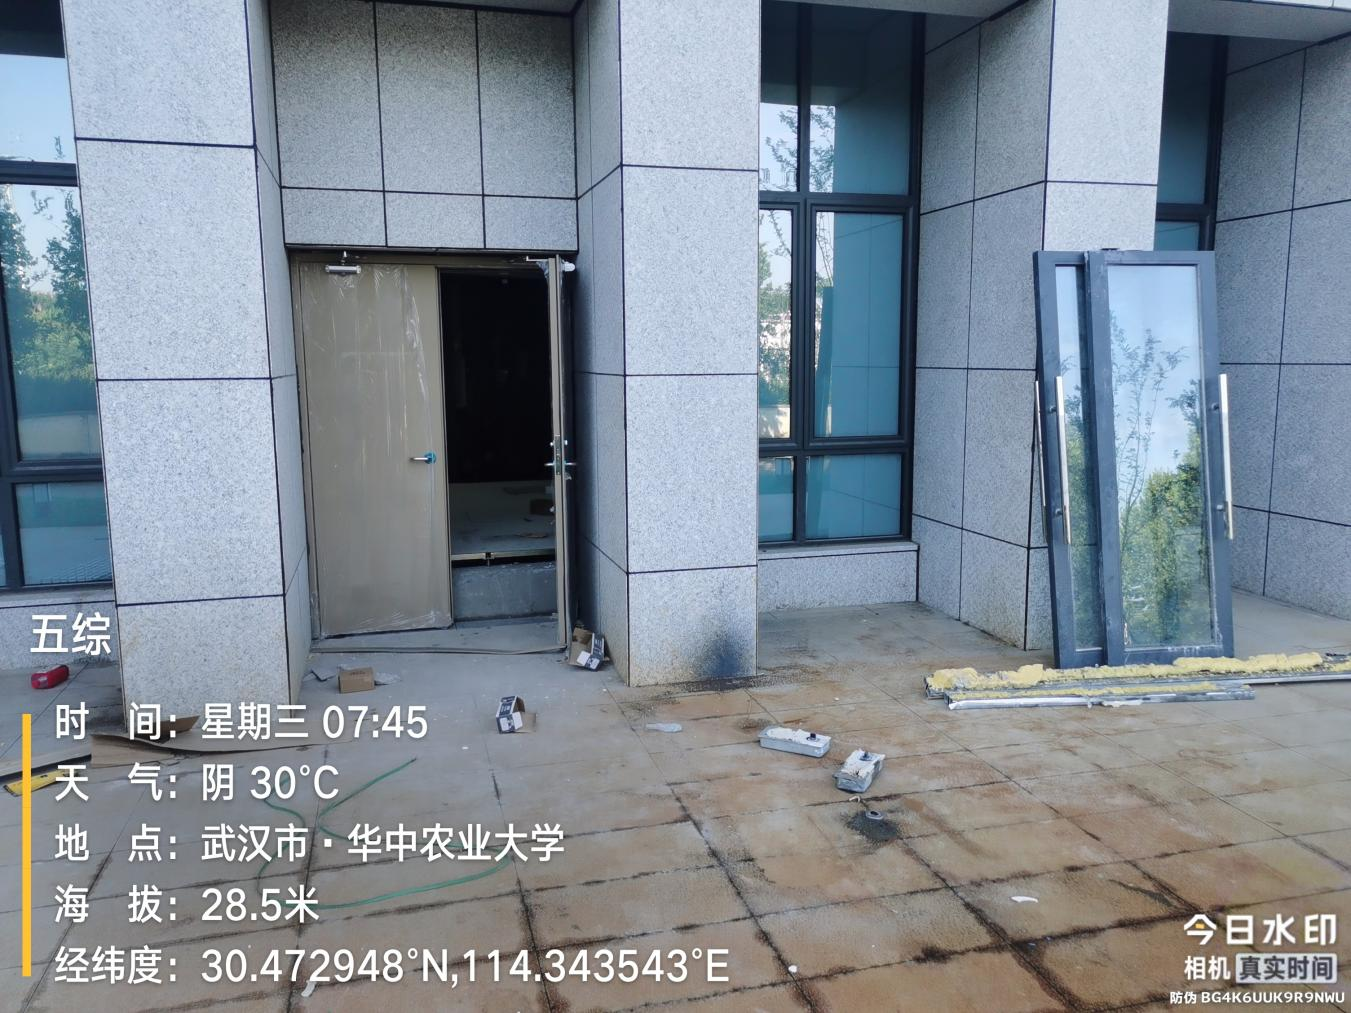 五综
时 间：星期三 07:45
天 气：阴 30°C
地 点：武汉市·华中农业大学
海 拔：28.5米
经纬度：30.472948°N,114.343543°E
今日水印
相机 真实时间
防伪 BG4K6UUK9R9NWU